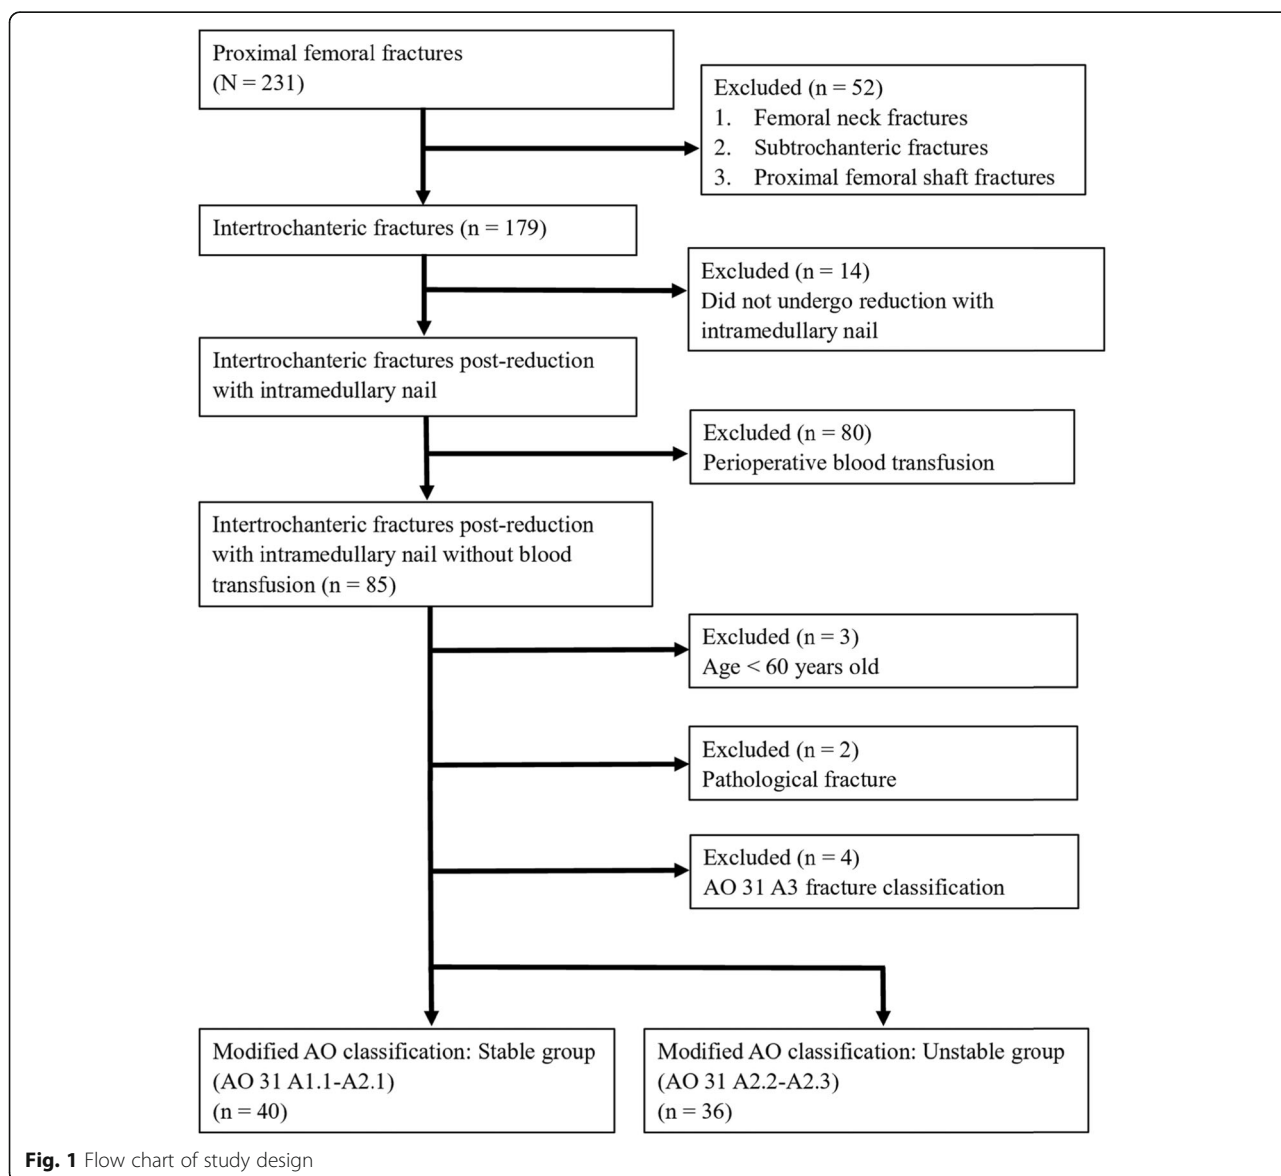 Proximal femoral fractures
(N = 231)
Excluded (n = 52)
1. Femoral neck fractures
2. Subtrochanteric fractures
3. Proximal femoral shaft fractures
Intertrochanteric fractures (n = 179)
Excluded (n = 14)
Did not undergo reduction with
intramedullary nail
Intertrochanteric fractures post-reduction
with intramedullary nail
Excluded (n = 80)
Perioperative blood transfusion
Intertrochanteric fractures post-reduction
with intramedullary nail without blood
transfusion (n = 85)
Excluded (n = 3)
Age < 60 years old
Excluded (n = 2)
Pathological fracture
Excluded (n = 4)
AO 31 A3 fracture classification
Modified AO classification: Stable group
(AO 31 A1.1-A2.1)
(n = 40)
Modified AO classification: Unstable group
(AO 31 A2.2-A2.3)
(n = 36)
Fig. 1 Flow chart of study design